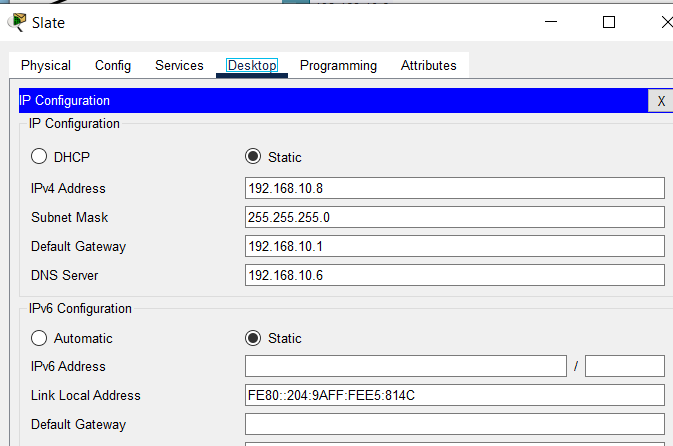 Slate
Physical Config Services Desktop Programming Attributes
IP Configuration X
IP Configuration
DHCP Static
IPv4 Address 192.168.10.8
Subnet Mask 255.255.255.0
Default Gateway 192.168.10.1
DNS Server 192.168.10.6
IPv6 Configuration
Automatic Static
IPv6 Address /
Link Local Address FE80::204:9AFF:FEE5:814C
Default Gateway